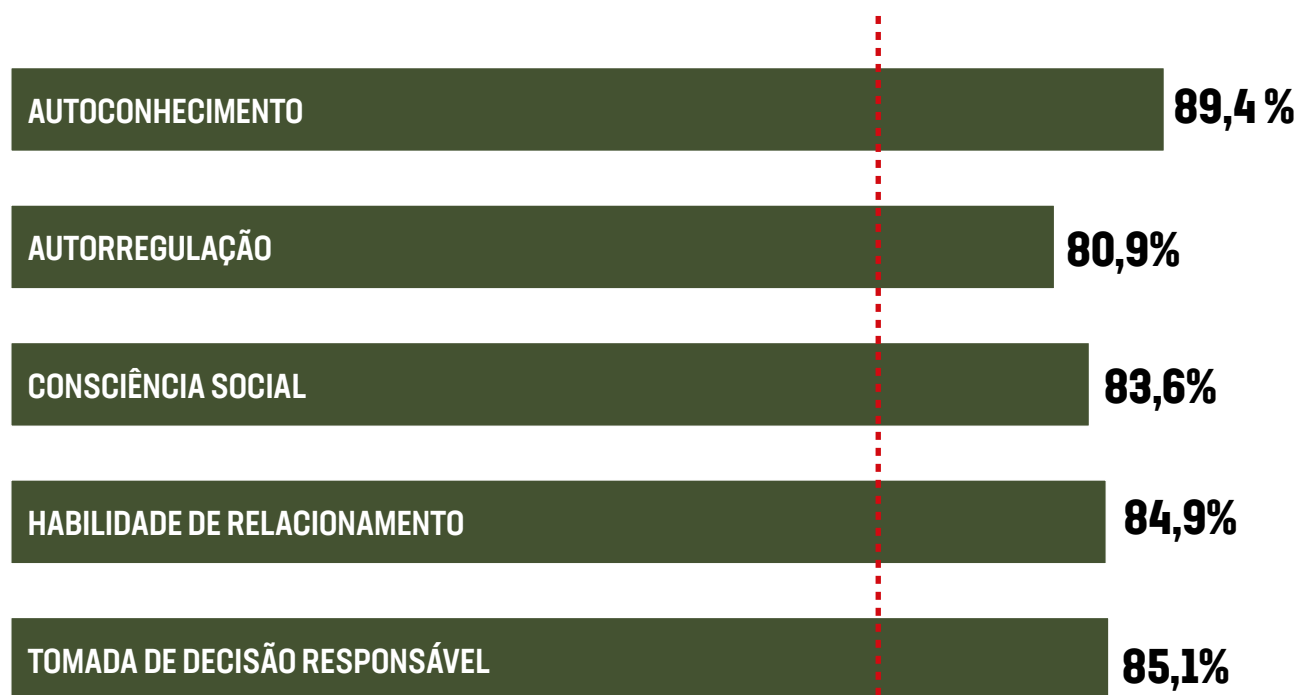 AUTOCONHECIMENTO 89,4 %
AUTORREGULAÇÃO 80,9%
CONSCIÊNCIA SOCIAL 83,6%
HABILIDADE DE RELACIONAMENTO 84,9%
TOMADA DE DECISÃO RESPONSÁVEL 85,1%